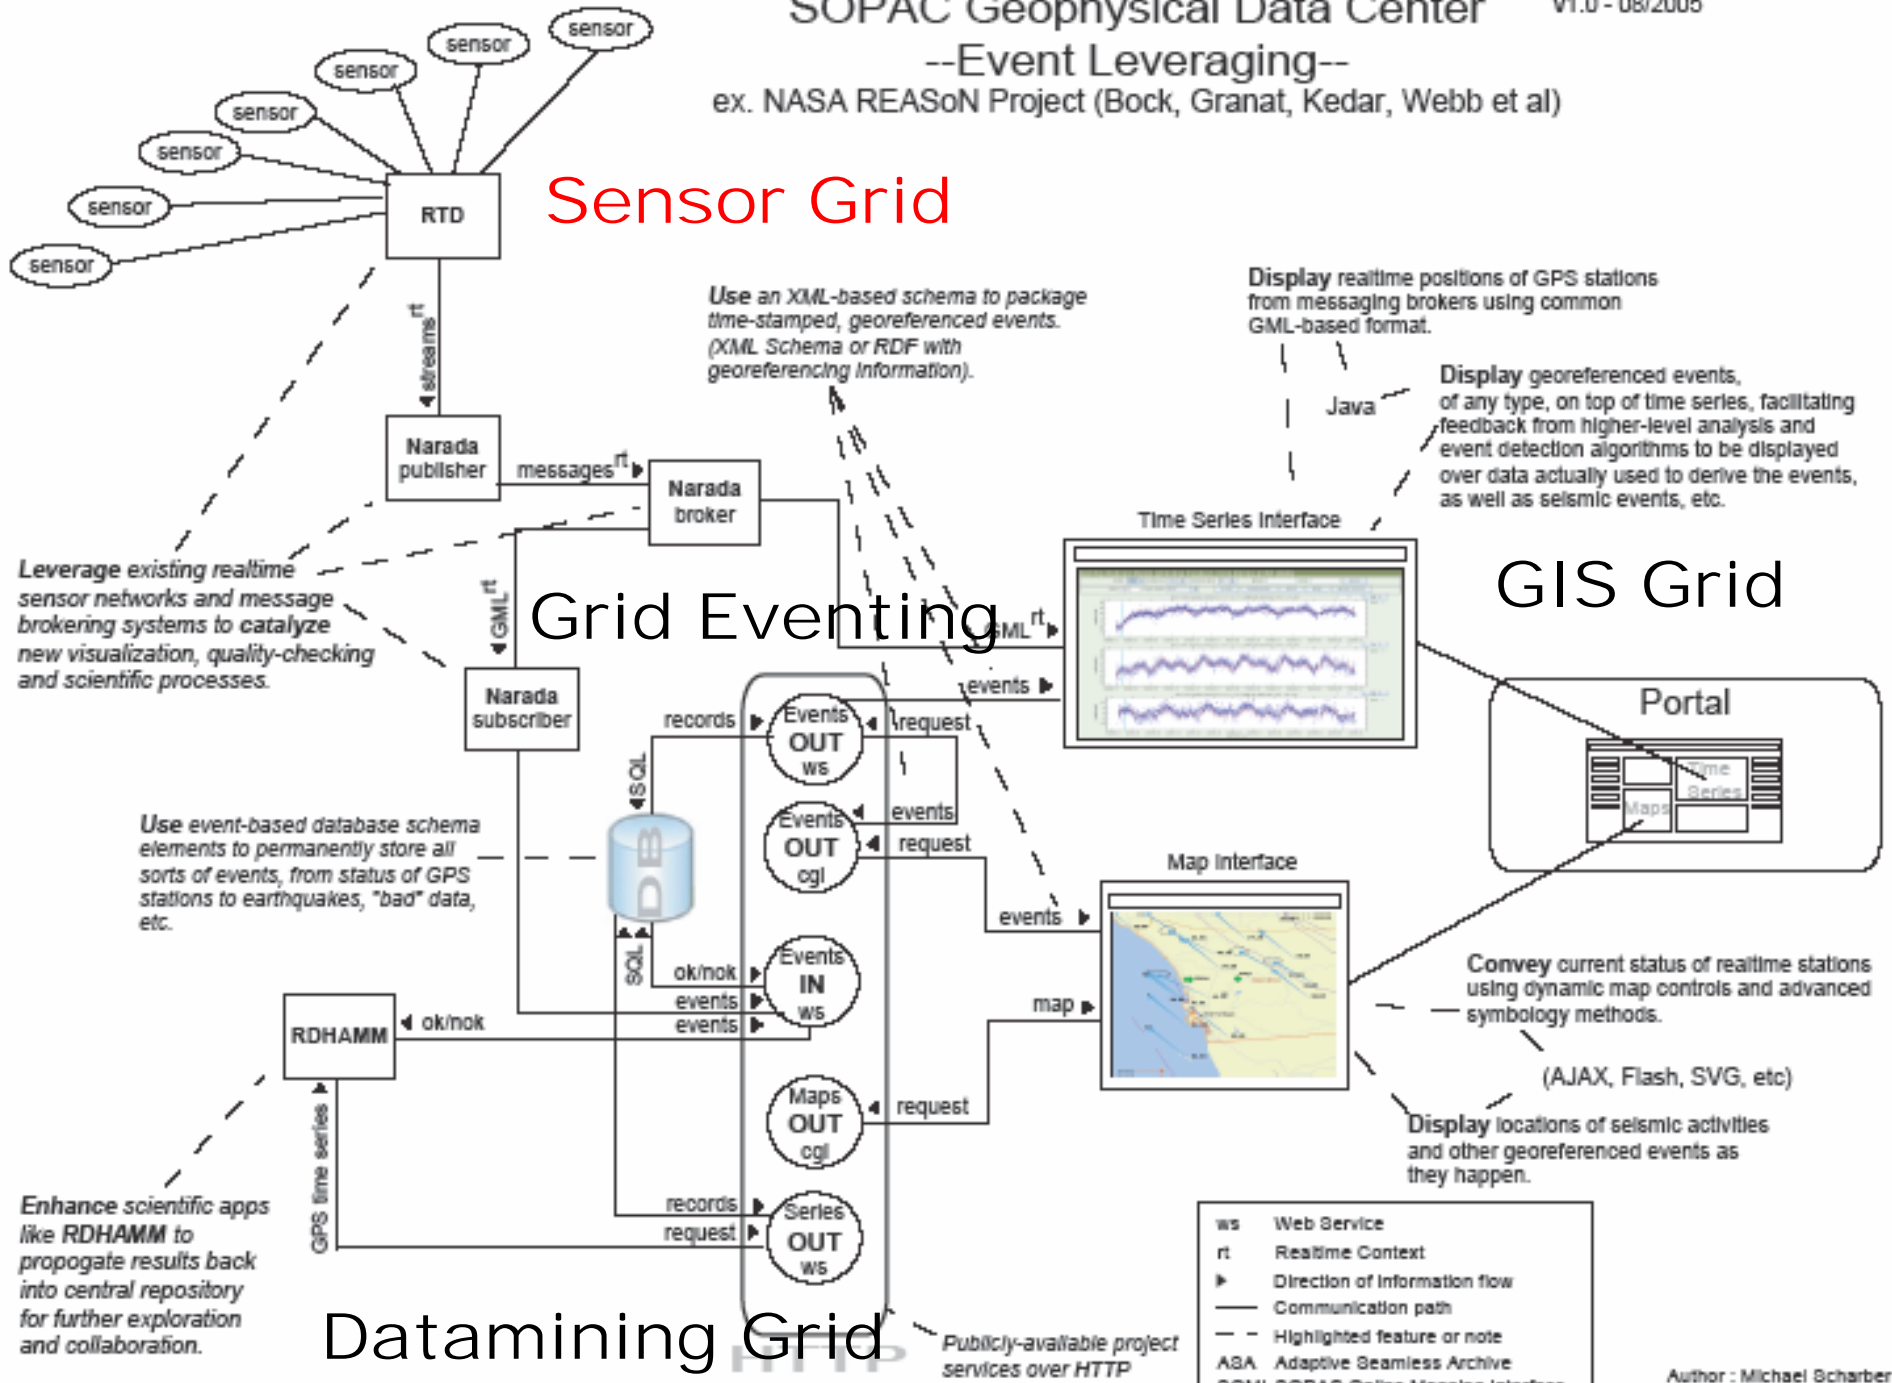 SOPAC Geophysical Data Center
V1.0 - 08/2005
--Event Leveraging--
ex. NASA REASoN Project (Bock, Granat, Kedar, Webb et al)
sensor
sensor
sensor
sensor
sensor
sensor
sensor
RTD
Sensor Grid
streams rt
Use an XML-based schema to package
time-stamped, georeferenced events.
(XML Schema or RDF with
georeferencing information).
Display realtime positions of GPS stations
from messaging brokers using common
GML-based format.
Java
Display georeferenced events,
of any type, on top of time series, facilitating
feedback from higher-level analysis and
event detection algorithms to be displayed
over data actually used to derive the events,
as well as seismic events, etc.
Narada
publisher
messages rt
Narada
broker
Time Series Interface
GIS Grid
Leverage existing realtime
sensor networks and message
brokering systems to catalyze
new visualization, quality-checking
and scientific processes.
GML rt
Grid Eventing
GML rt
events
Narada
subscriber
records
Events
OUT
ws
request
Portal
Time
Series
Maps
SQL
Use event-based database schema
elements to permanently store all
sorts of events, from status of GPS
stations to earthquakes, "bad" data,
etc.
DB
Events
OUT
cgi
events
request
Map Interface
events
SQL
ok/nok
events
events
Events
IN
ws
map
Convey current status of realtime stations
using dynamic map controls and advanced
symbology methods.
(AJAX, Flash, SVG, etc)
RDHAMM
ok/nok
Maps
OUT
cgi
request
Display locations of seismic activities
and other georeferenced events as
they happen.
GPS time series
Enhance scientific apps
like RDHAMM to
propogate results back
into central repository
for further exploration
and collaboration.
records
request
Series
OUT
ws
Datamining Grid
HTTP
Publicly-available project
services over HTTP
ws Web Service
rt Realtime Context
Direction of information flow
Communication path
Highlighted feature or note
ASA Adaptive Seamless Archive
Author : Michael Scharber